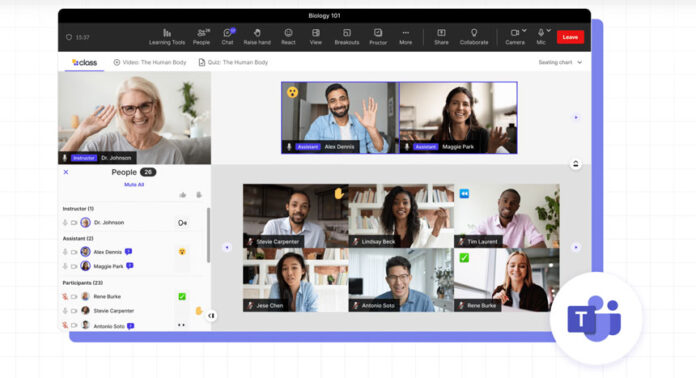 Biology 101
15:37
Learning Tools
People
26
Chat
Raise hand
React
View
Breakouts
Proctor
More
Share
Collaborate
Camera
Mic
Leave
class
Video: The Human Body
Quiz: The Human Body
Seating chart
Instructor Dr. Johnson
Assistant Alex Dennis
Assistant Maggie Park
People 26
Mute All
Instructor (1)
Dr. Johnson
Assistant (2)
Alex Dennis
Maggie Park
Participants (23)
Rene Burke
Stevie Carpenter
Antonio Soto
Stevie Carpenter
Lindsay Beck
Tim Laurent
Jese Chen
Antonio Soto
Rene Burke
T